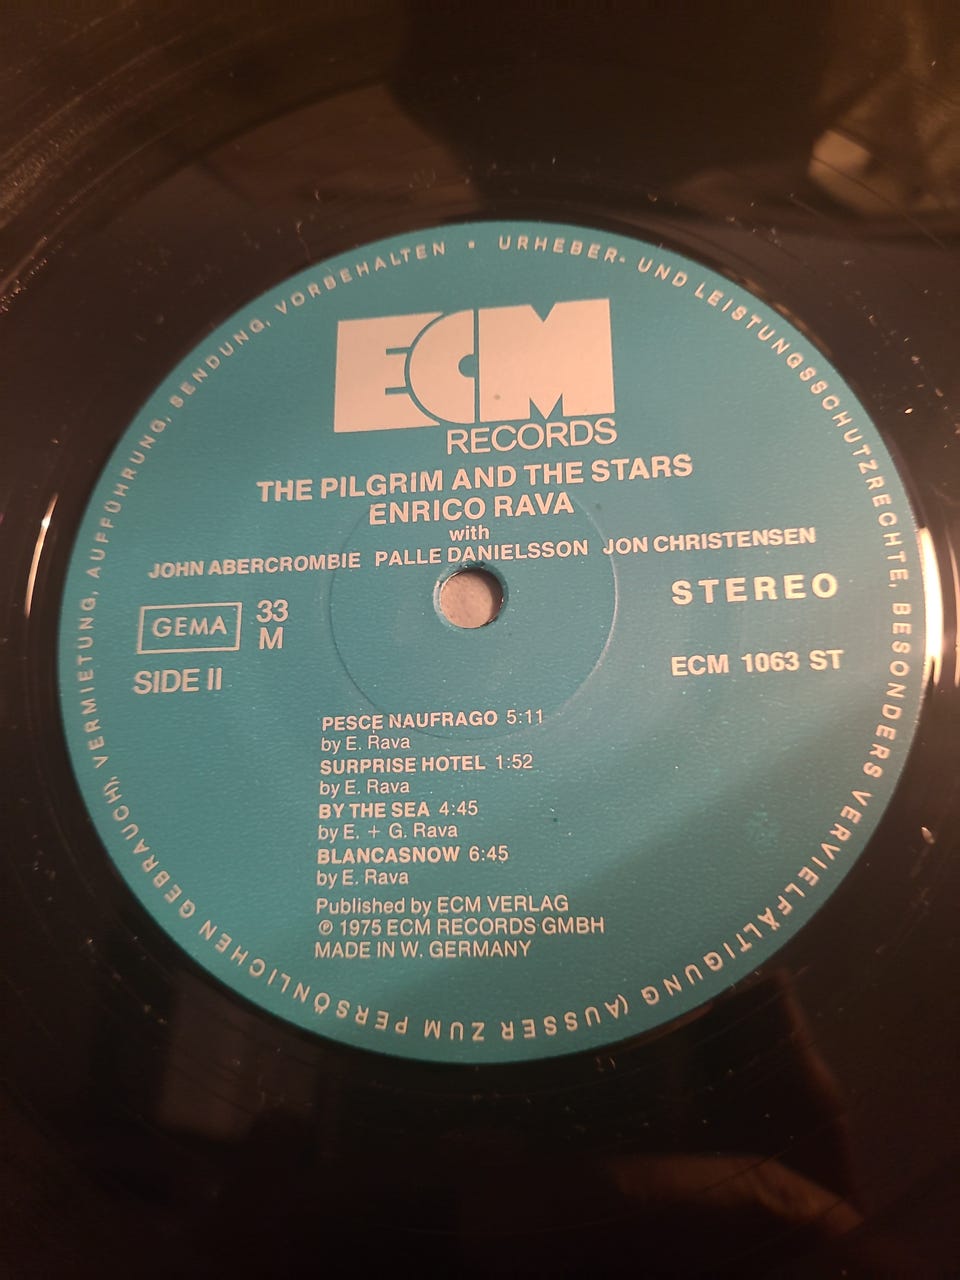 URHEBER- UND LEISTUNGSSCHUTZRECHTE, BESONDERS VERVIELFÄLTIGUNG (AUSSER ZUM PERSÖNLICHEN GEBRAUCH), VERMIETUNG, AUFFÜHRUNG, SENDUNG, VORBEHALTEN •
ECM
RECORDS
THE PILGRIM AND THE STARS
ENRICO RAVA
with
JOHN ABERCROMBIE PALLE DANIELSSON JON CHRISTENSEN
GEMA 33 M STEREO
SIDE II ECM 1063 ST
PESCE NAUFRAGO 5:11
by E. Rava
SURPRISE HOTEL 1:52
by E. Rava
BY THE SEA 4:45
by E. + G. Rava
BLANCASNOW 6:45
by E. Rava
Published by ECM VERLAG
℗ 1975 ECM RECORDS GMBH
MADE IN W. GERMANY